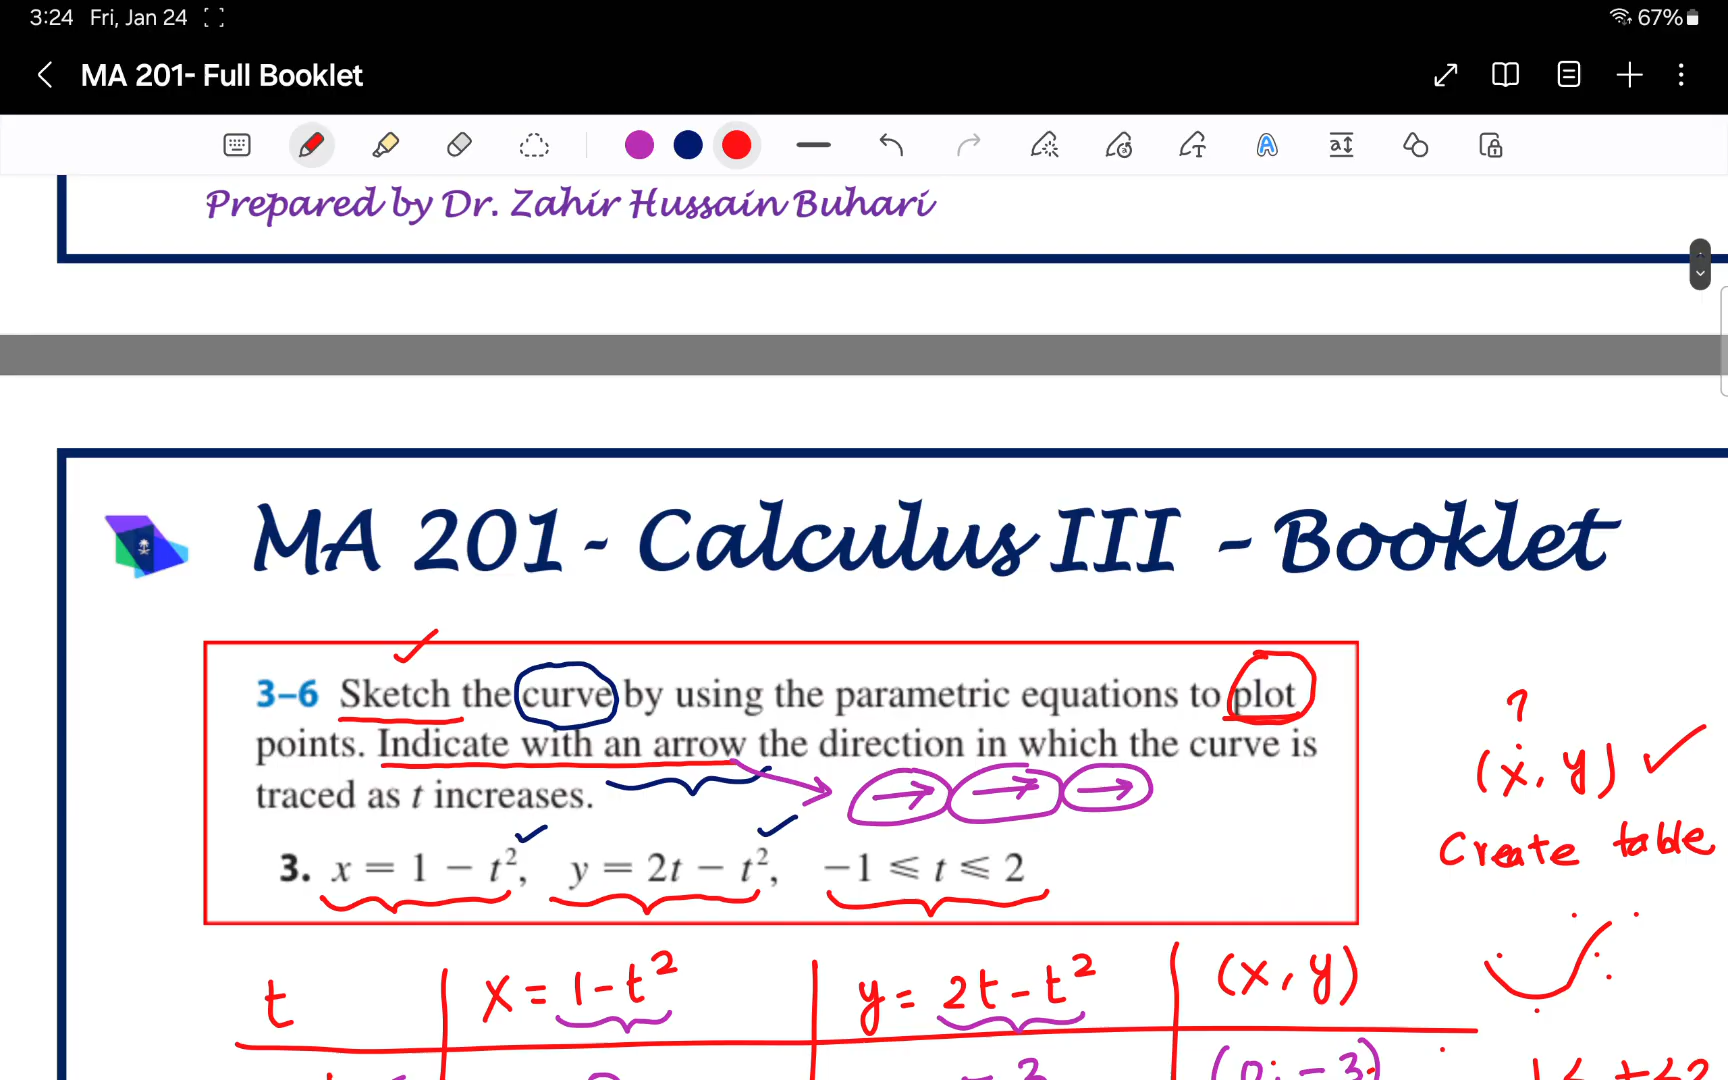 3:24 Fri, Jan 24 67%
MA 201- Full Booklet
Prepared by Dr. Zahir Hussain Buhari
MA 201- Calculus III - Booklet
3–6 Sketch the curve by using the parametric equations to plot
points. Indicate with an arrow the direction in which the curve is
traced as t increases.
3. x = 1 − t², y = 2t − t², −1 ⩽ t ⩽ 2
?
(x, y) ✓
Create table
t | x = 1-t² | y = 2t-t² | (x, y)
-3 (0, -3)